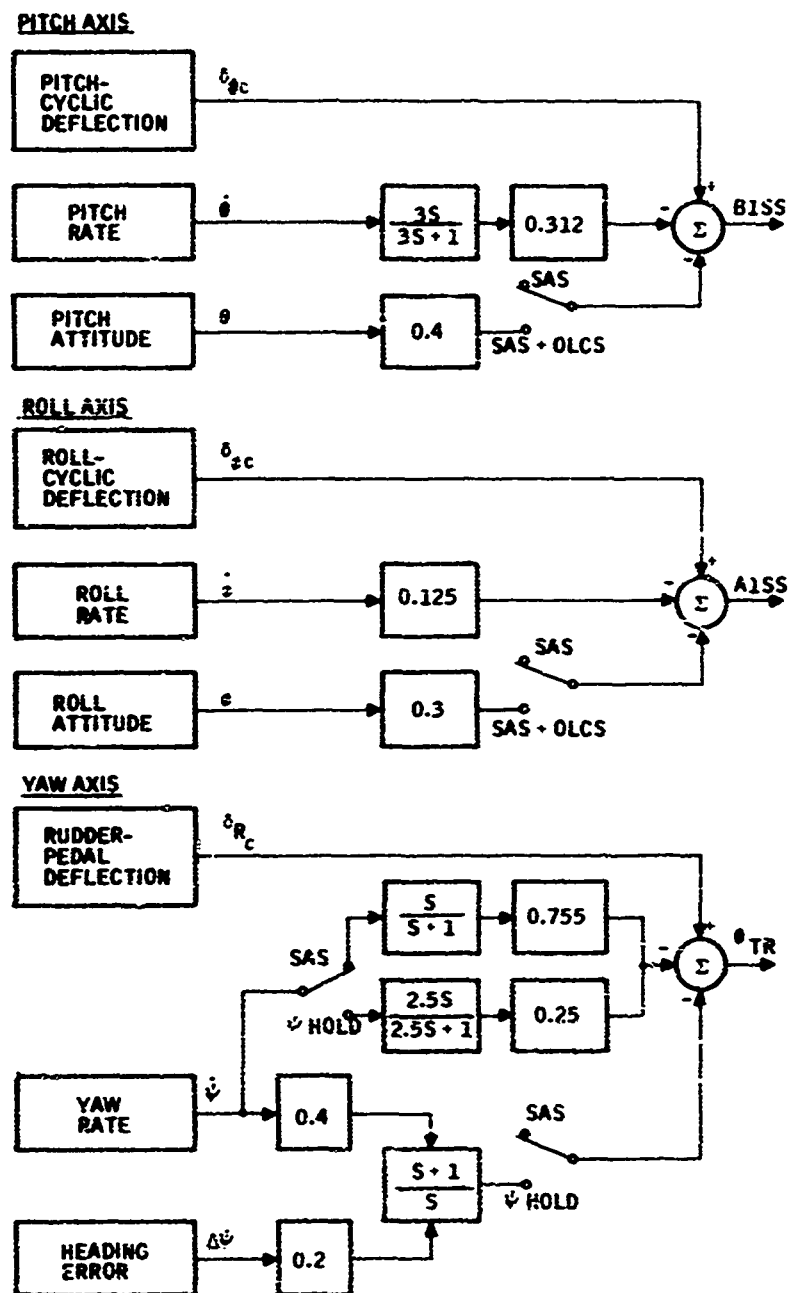 PITCH AXIS
PITCH-
CYCLIC
DEFLECTION
+
B1SS
PITCH
RATE
3S
3S + 1
0.312
-
Σ
-
SAS
PITCH
ATTITUDE
θ
0.4
SAS + OLCS
ROLL AXIS
ROLL-
CYCLIC
DEFLECTION
+
A1SS
ROLL
RATE
0.125
-
Σ
-
SAS
ROLL
ATTITUDE
0.3
SAS + OLCS
YAW AXIS
RUDDER-
PEDAL
DEFLECTION
δRc
S
S + 1
0.755
+
SAS
-
Σ
θTR
-
HOLD
2.5S
2.5S + 1
0.25
YAW
RATE
ψ̇
0.4
SAS
S + 1
S
HOLD
HEADING
ERROR
0.2